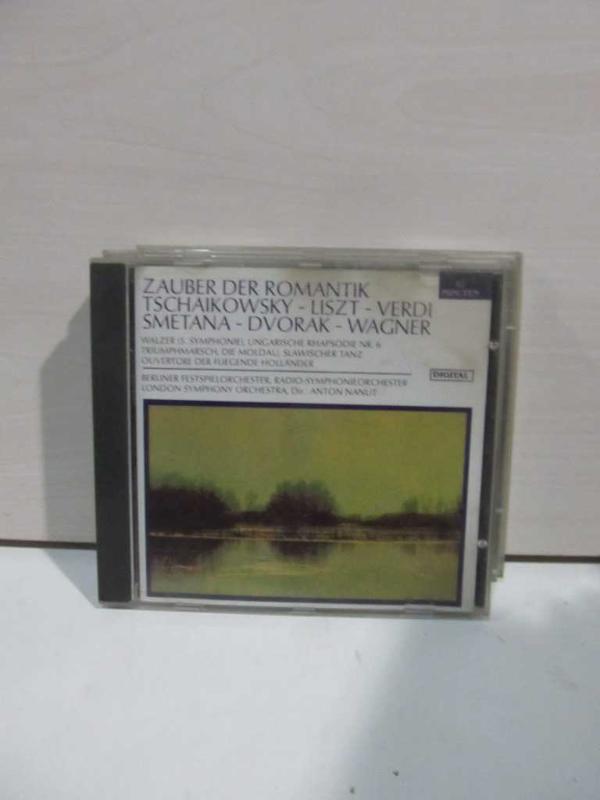 ZAUBER DER ROMANTIK
TSCHAIKOWSKY - LISZT - VERDI
SMETANA - DVORAK - WAGNER
WALZER (5. SYMPHONIE), UNGARISCHE RHAPSODIE NR. 6
TRIUMPHMARSCH, DIE MOLDAU, SLAWISCHER TANZ
OUVERTÜRE DER FLIEGENDE HOLLÄNDER
DIGITAL
BERLINER FESTSPIELORCHESTER, RADIO-SYMPHONIEORCHESTER
LONDON SYMPHONY ORCHESTRA, Dir.: ANTON NANUT